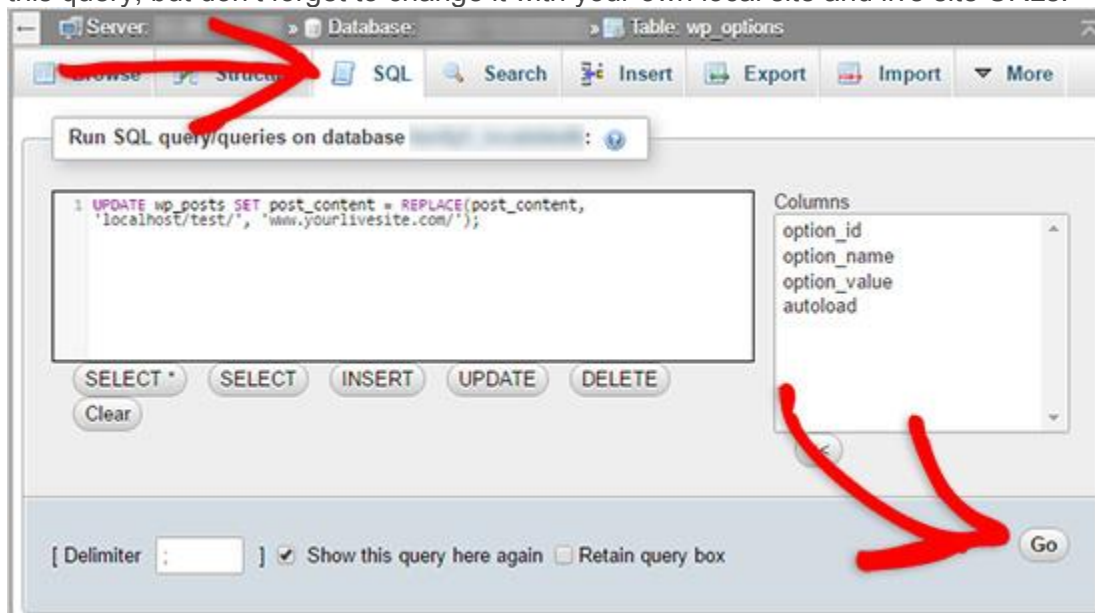 this query, but don't forget to change it with your own local site and live site URLs.
Server: » Database: » Table: wp_options
Browse Structure SQL Search Insert Export Import More
Run SQL query/queries on database :
1 UPDATE wp_posts SET post_content = REPLACE(post_content,
'localhost/test/', 'www.yourlivesite.com/');
Columns
option_id
option_name
option_value
autoload
SELECT * SELECT INSERT UPDATE DELETE
Clear
[ Delimiter ; ] Show this query here again Retain query box Go